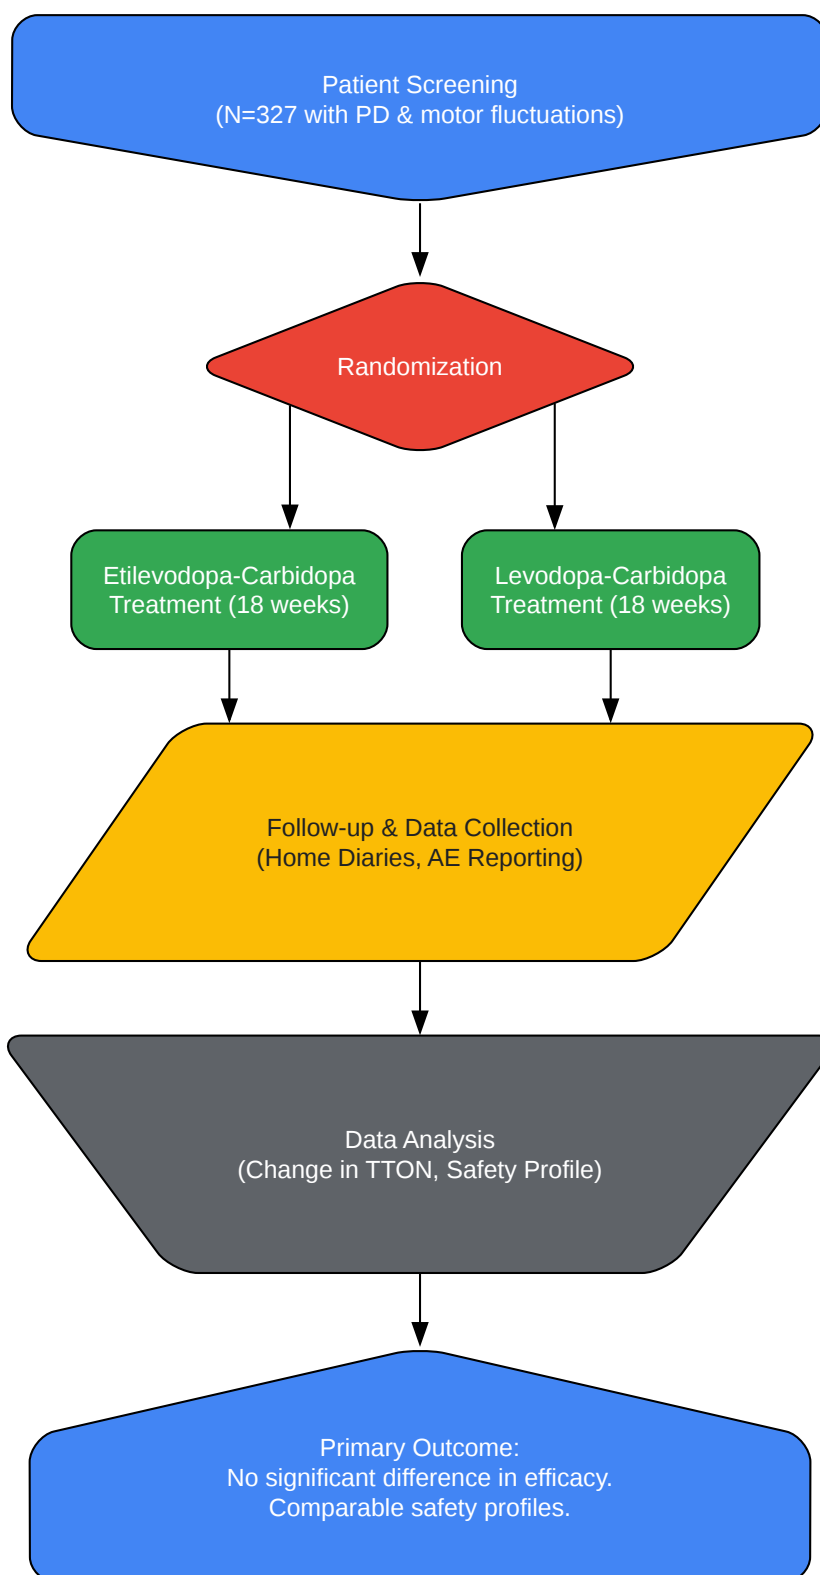 Patient Screening
(N=327 with PD & motor fluctuations)
Randomization
Etilevodopa-Carbidopa
Treatment (18 weeks)
Levodopa-Carbidopa
Treatment (18 weeks)
Follow-up & Data Collection
(Home Diaries, AE Reporting)
Data Analysis
(Change in TTON, Safety Profile)
Primary Outcome:
No significant difference in efficacy.
Comparable safety profiles.